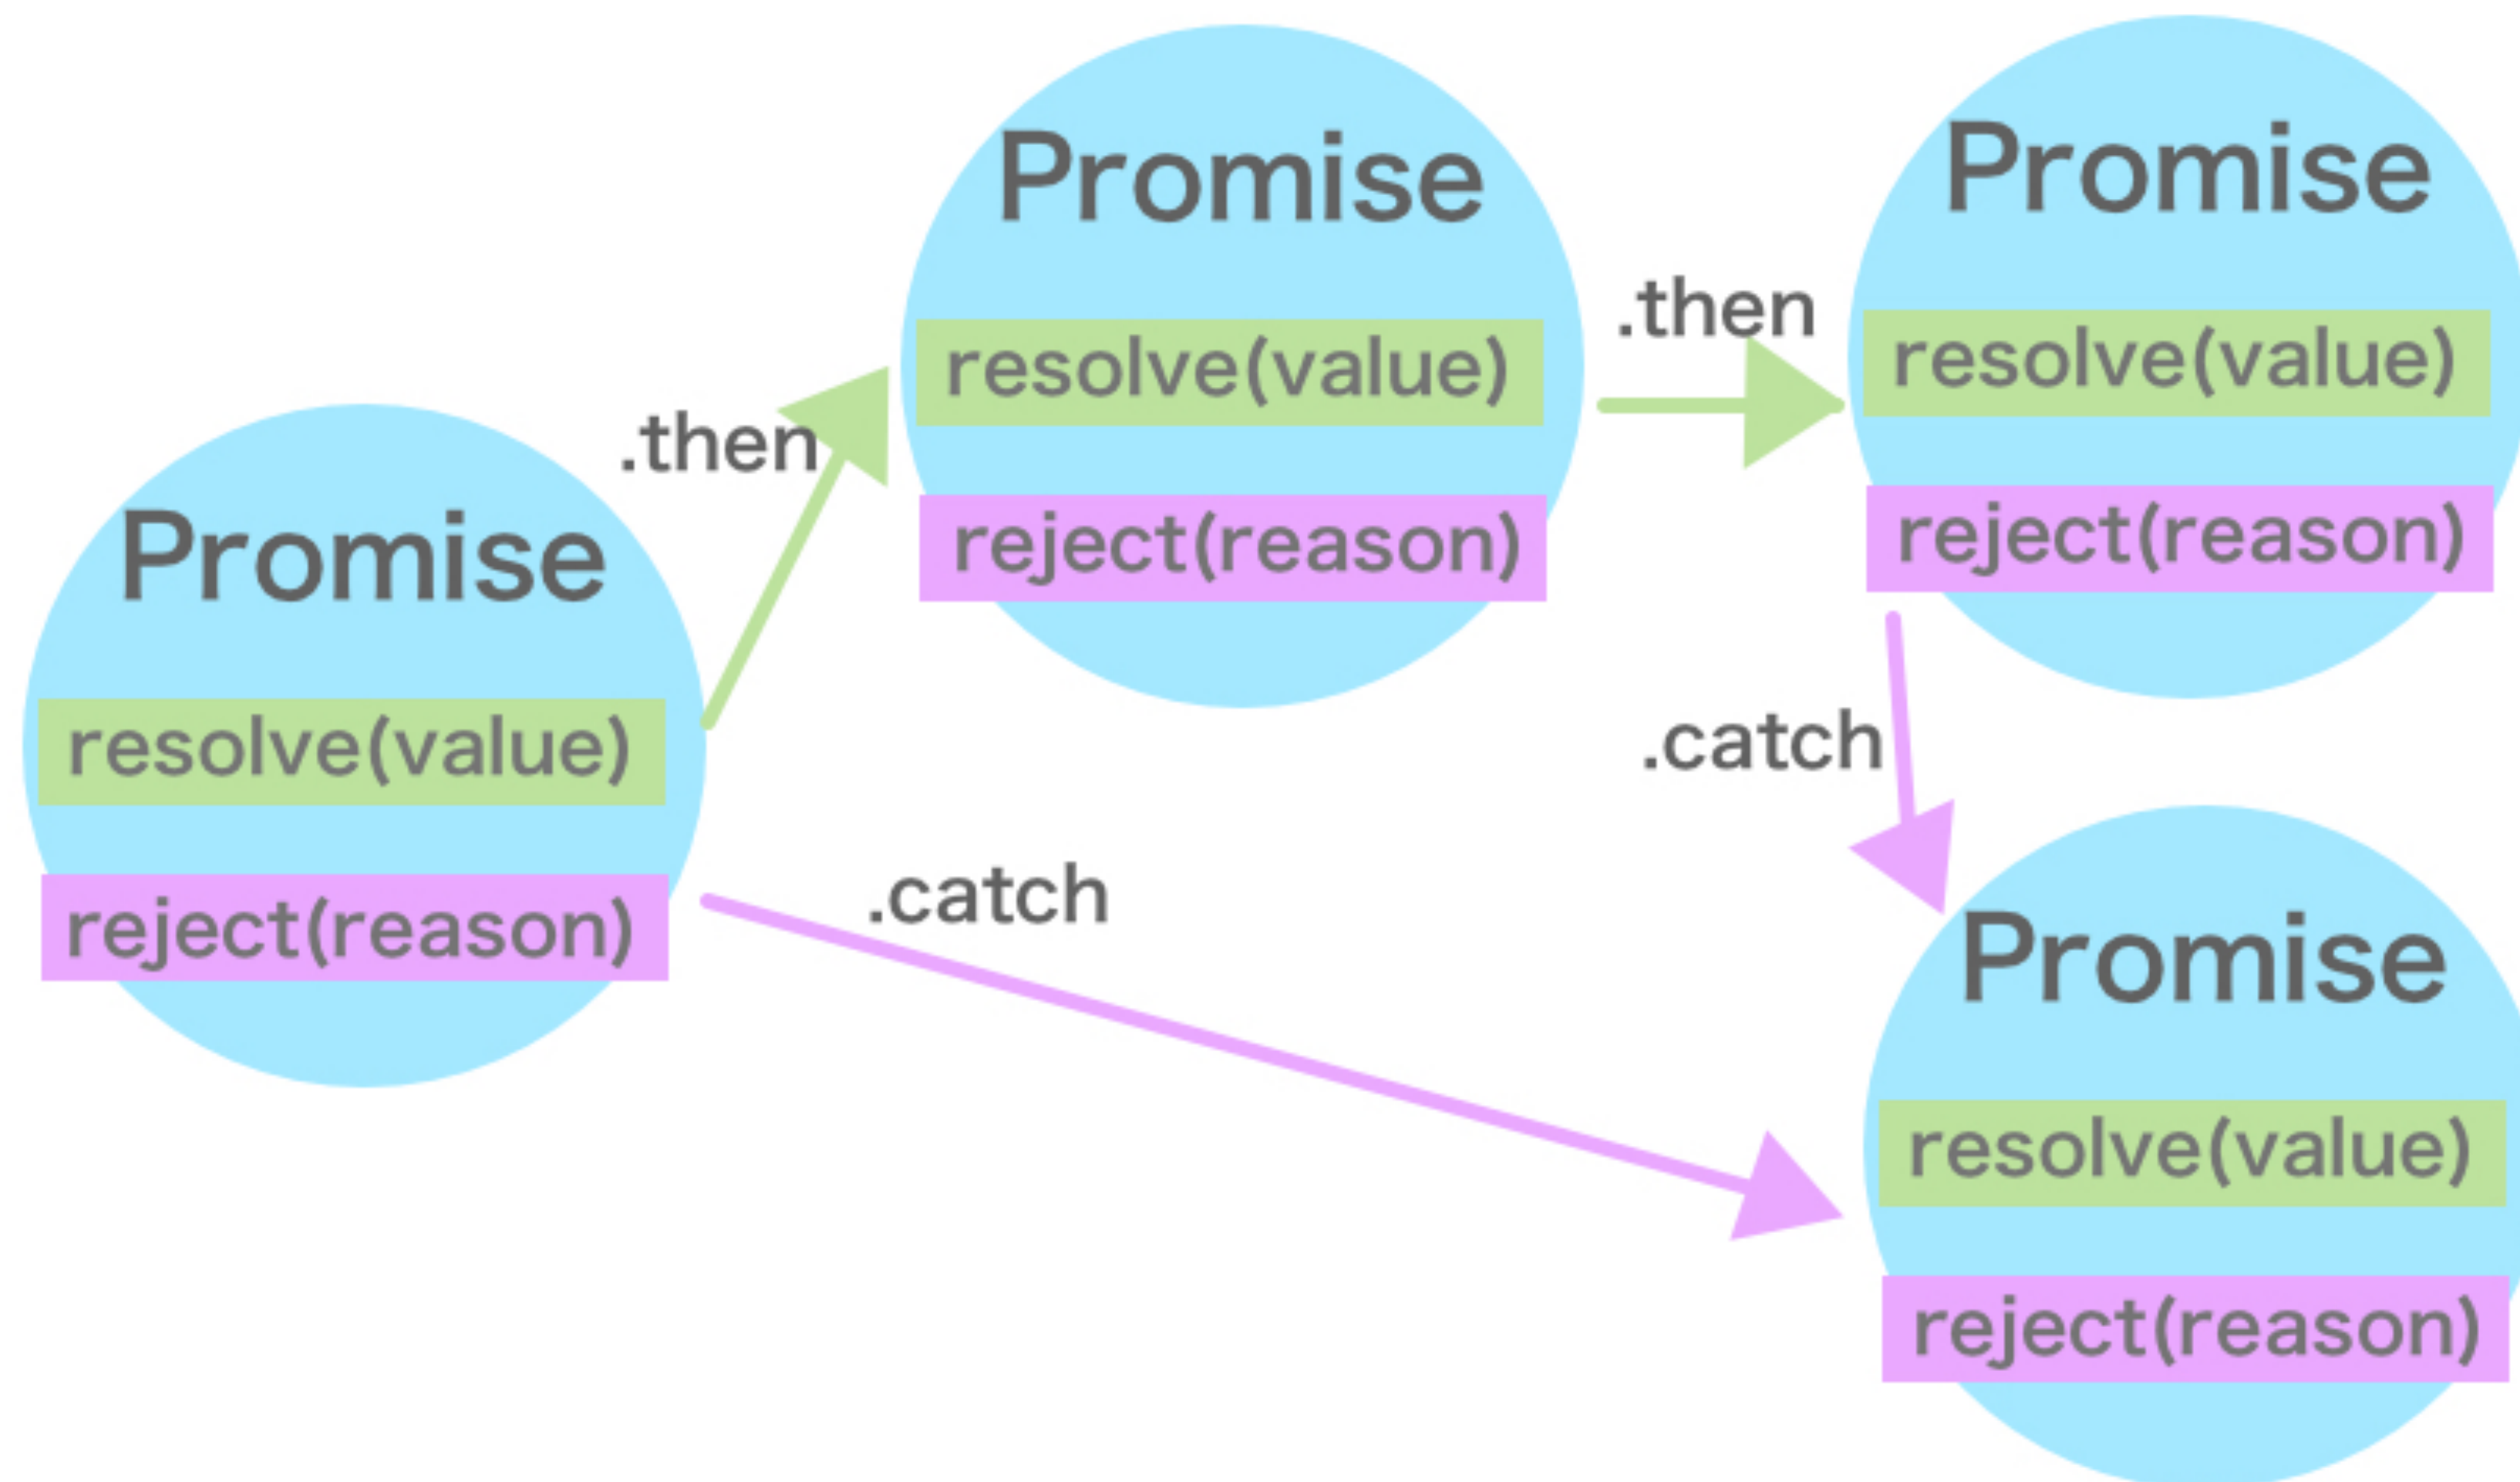 Promise
resolve(value)
reject(reason)
.then
Promise
resolve(value)
reject(reason)
.then
Promise
resolve(value)
reject(reason)
.catch
.catch
Promise
resolve(value)
reject(reason)